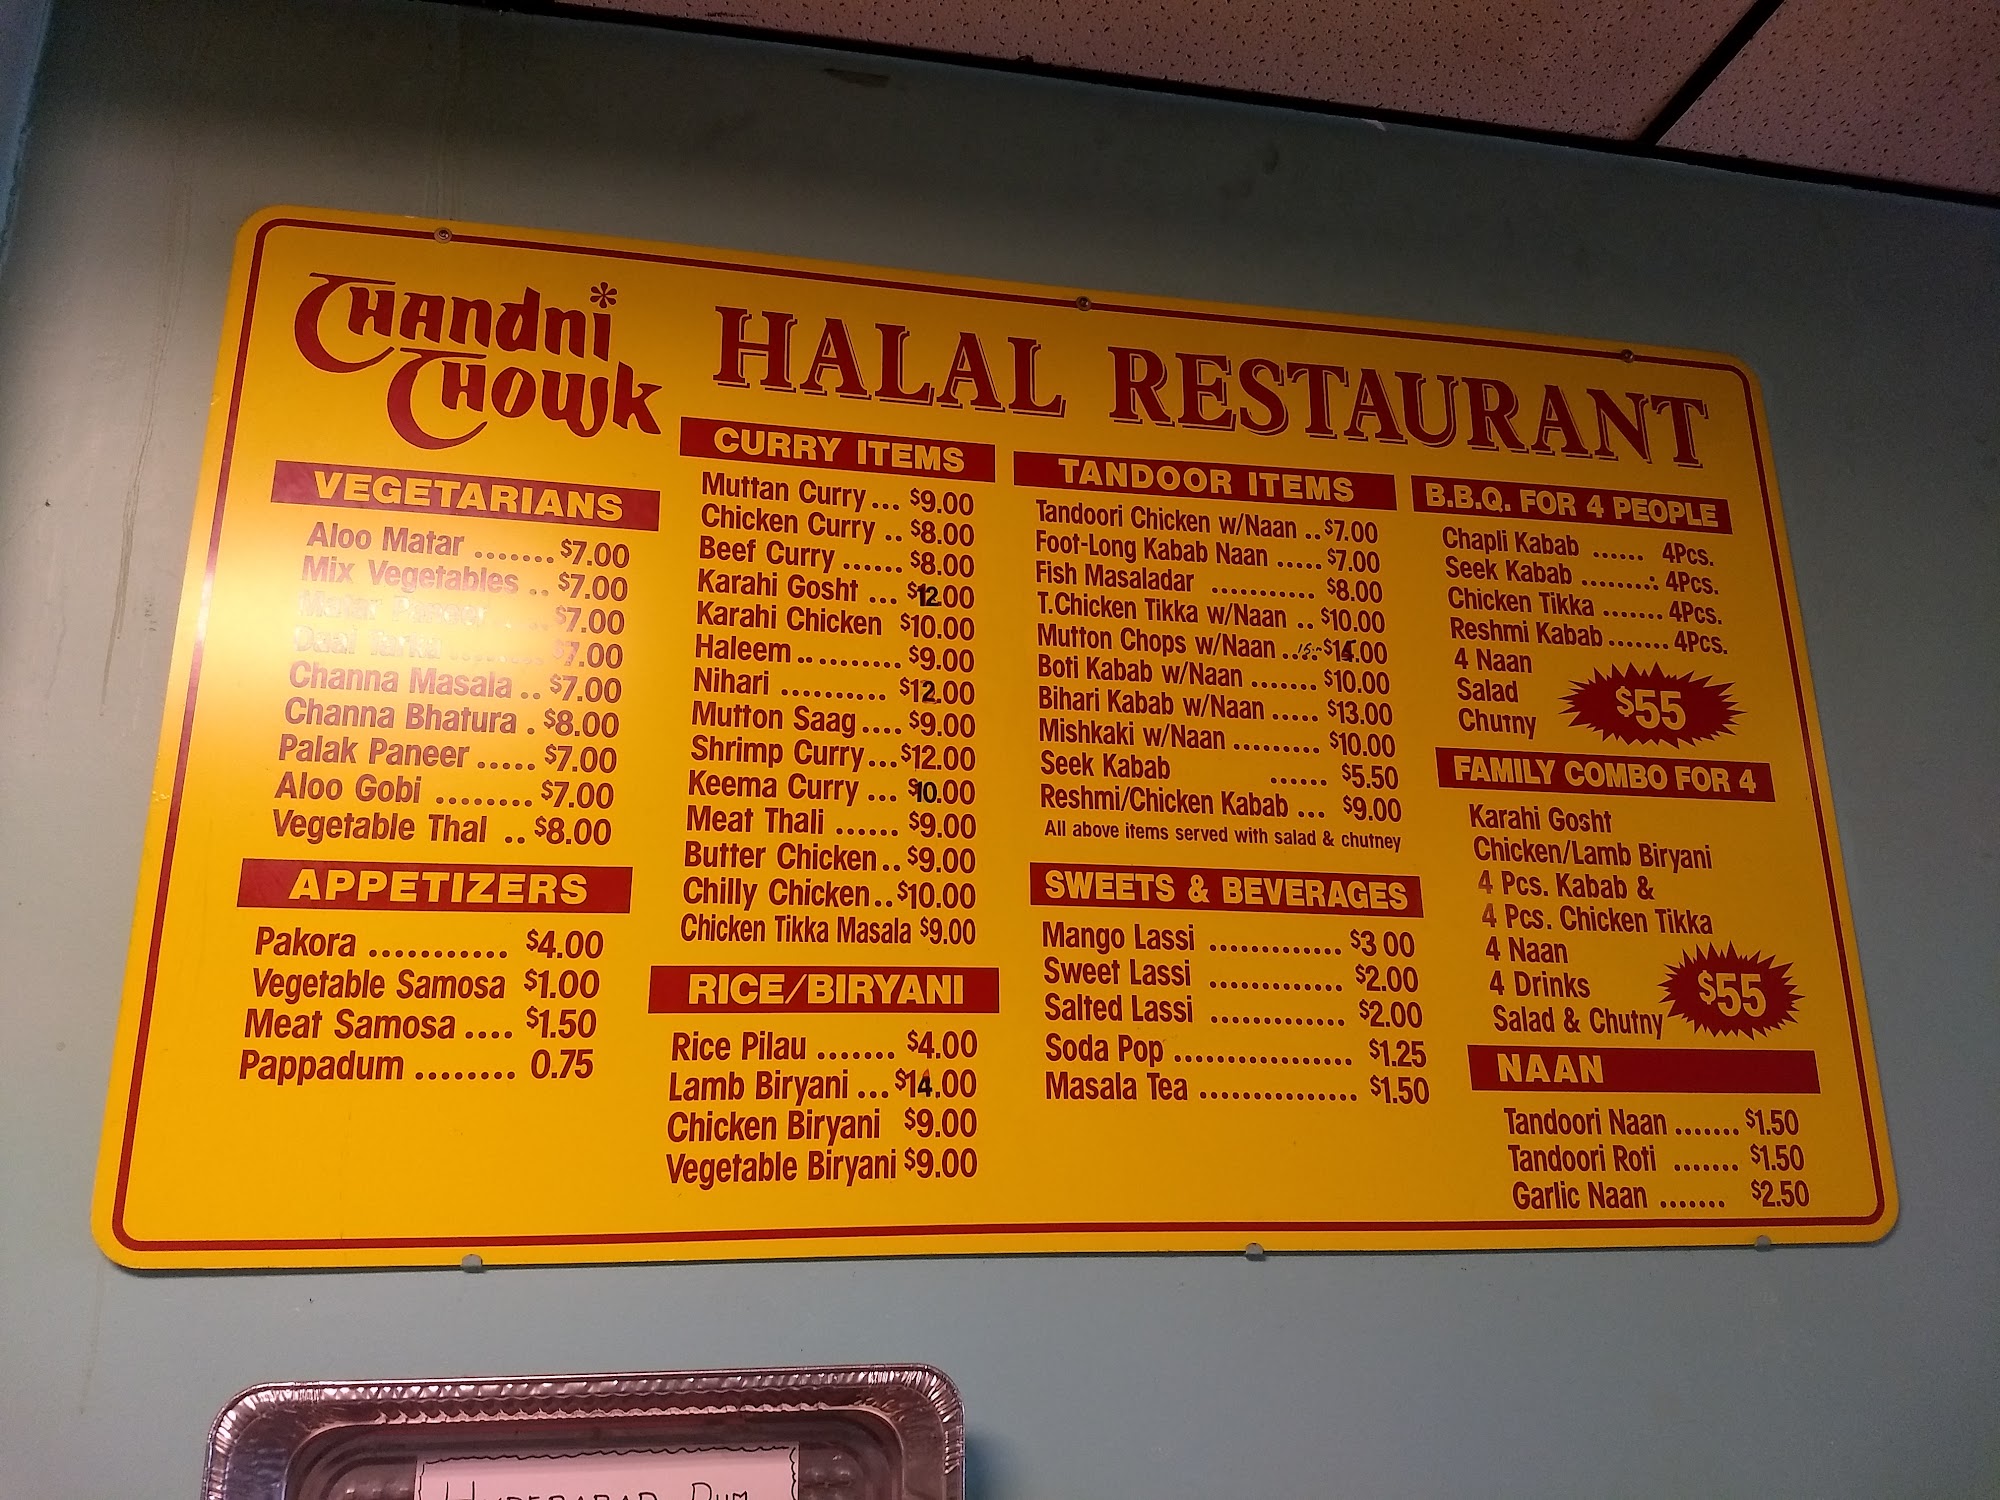 Chandni
Chowk
HALAL RESTAURANT
VEGETARIANS
Aloo Matar ........ $7.00
Mix Vegetables .. $7.00
Matar Paneer ..... $7.00
Daal Tarka ........ $7.00
Channa Masala .. $7.00
Channa Bhatura . $8.00
Palak Paneer ..... $7.00
Aloo Gobi ........ $7.00
Vegetable Thal .. $8.00
APPETIZERS
Pakora ........... $4.00
Vegetable Samosa $1.00
Meat Samosa .... $1.50
Pappadum ........ 0.75
CURRY ITEMS
Muttan Curry... $9.00
Chicken Curry .. $8.00
Beef Curry ...... $8.00
Karahi Gosht ... $12.00
Karahi Chicken $10.00
Haleem .. ........ $9.00
Nihari .......... $12.00
Mutton Saag.... $9.00
Shrimp Curry...$12.00
Keema Curry ... $10.00
Meat Thali ...... $9.00
Butter Chicken.. $9.00
Chilly Chicken..$10.00
Chicken Tikka Masala $9.00
RICE/BIRYANI
Rice Pilau ....... $4.00
Lamb Biryani ...$14.00
Chicken Biryani $9.00
Vegetable Biryani $9.00
TANDOOR ITEMS
Tandoori Chicken w/Naan .. $7.00
Foot-Long Kabab Naan ..... $7.00
Fish Masaladar ........... $8.00
T.Chicken Tikka w/Naan .. $10.00
Mutton Chops w/Naan .... 15- $14.00
Boti Kabab w/Naan ....... $10.00
Bihari Kabab w/Naan ..... $13.00
Mishkaki w/Naan ......... $10.00
Seek Kabab ...... $5.50
Reshmi/Chicken Kabab ... $9.00
All above items served with salad & chutney
SWEETS & BEVERAGES
Mango Lassi ............. $3 00
Sweet Lassi ............. $2.00
Salted Lassi ............. $2.00
Soda Pop ................. $1.25
Masala Tea ............... $1.50
B.B.Q. FOR 4 PEOPLE
Chapli Kabab ...... 4Pcs.
Seek Kabab ........: 4Pcs.
Chicken Tikka ....... 4Pcs.
Reshmi Kabab ....... 4Pcs.
4 Naan
Salad
Chutny
$55
FAMILY COMBO FOR 4
Karahi Gosht
Chicken/Lamb Biryani
4 Pcs. Kabab &
4 Pcs. Chicken Tikka
4 Naan
4 Drinks
Salad & Chutny
$55
NAAN
Tandoori Naan ....... $1.50
Tandoori Roti ....... $1.50
Garlic Naan ....... $2.50
HYDERABAD DUM